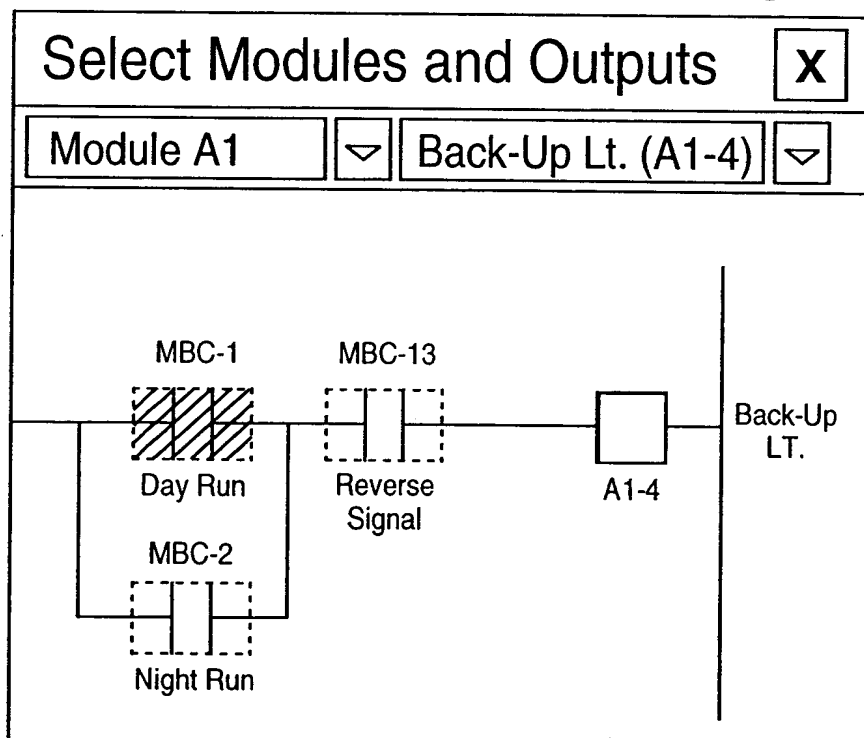 Select Modules and Outputs X
Module A1 Back-Up Lt. (A1-4)
MBC-1 MBC-13
Day Run
Reverse
Signal
A1-4
Back-Up
LT.
MBC-2
Night Run